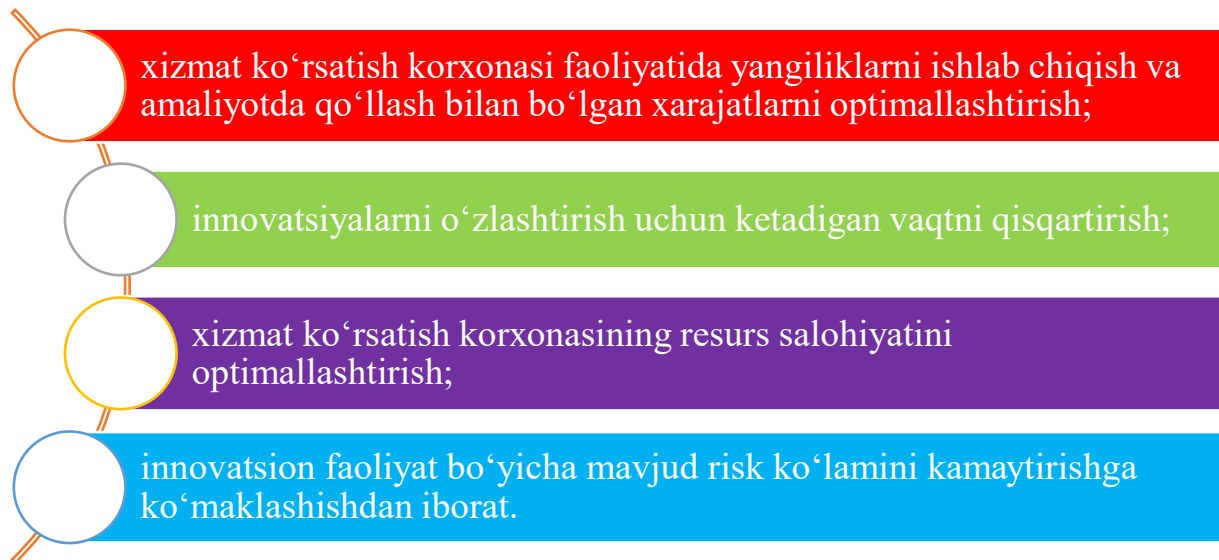 xizmat ko‘rsatish korxonasi faoliyatida yangiliklarni ishlab chiqish va
amaliyotda qo‘llash bilan bo‘lgan xarajatlarni optimallashtirish;
innovatsiyalarni o‘zlashtirish uchun ketadigan vaqtni qisqartirish;
xizmat ko‘rsatish korxonasining resurs salohiyatini
optimallashtirish;
innovatsion faoliyat bo‘yicha mavjud risk ko‘lamini kamaytirishga
ko‘maklashishdan iborat.